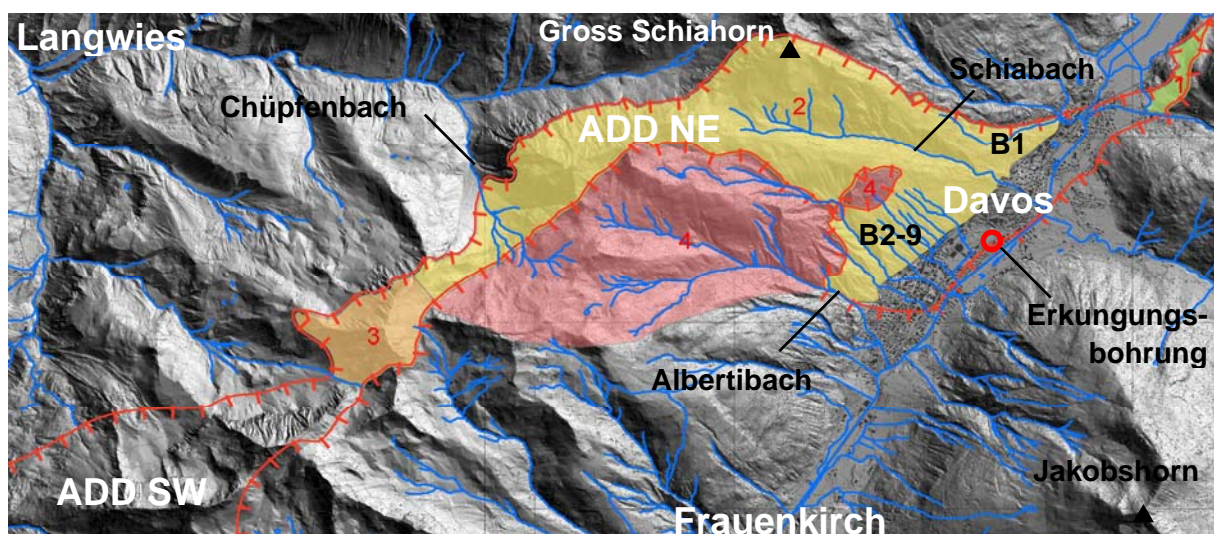 Langwies
Gross Schiahorn
Schiabach
Chüpfenbach
2
ADD NE
1
B1
4
Davos
B2-9
4
Erkungungs-
bohrung
3
Albertibach
Jakobshorn
ADD SW
Frauenkirch